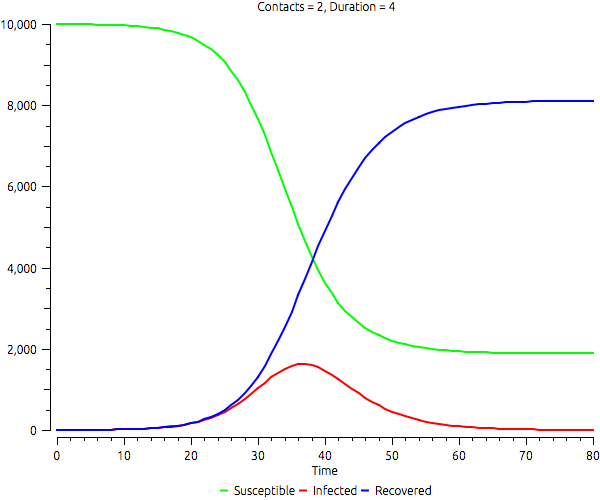 Contacts = 2, Duration = 4
10,000
8,000
6,000
4,000
2,000
0
0 10 20 30 40 50 60 70 80
Time
Susceptible Infected Recovered